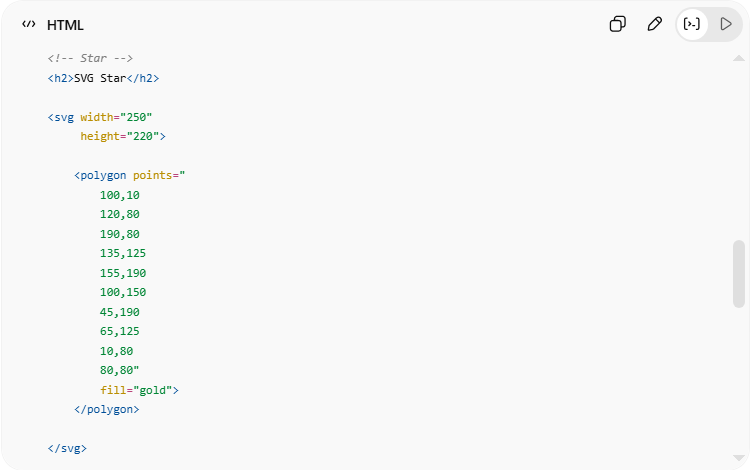 HTML
<!-- Star -->
<h2>SVG Star</h2>
<svg width="250"
height="220">
<polygon points="
100,10
120,80
190,80
135,125
155,190
100,150
45,190
65,125
10,80
80,80"
fill="gold">
</polygon>
</svg>